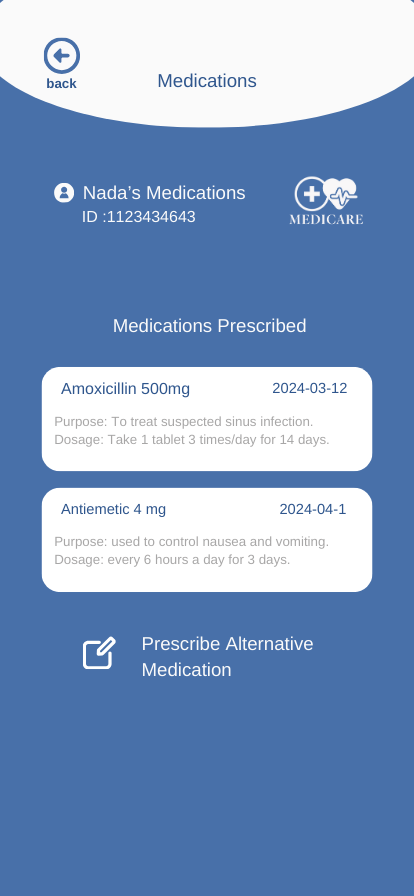 back
Medications
Nada’s Medications
ID :1123434643
MEDICARE
Medications Prescribed
Amoxicillin 500mg
2024-03-12
Purpose: To treat suspected sinus infection.
Dosage: Take 1 tablet 3 times/day for 14 days.
Antiemetic 4 mg
2024-04-1
Purpose: used to control nausea and vomiting.
Dosage: every 6 hours a day for 3 days.
Prescribe Alternative
Medication